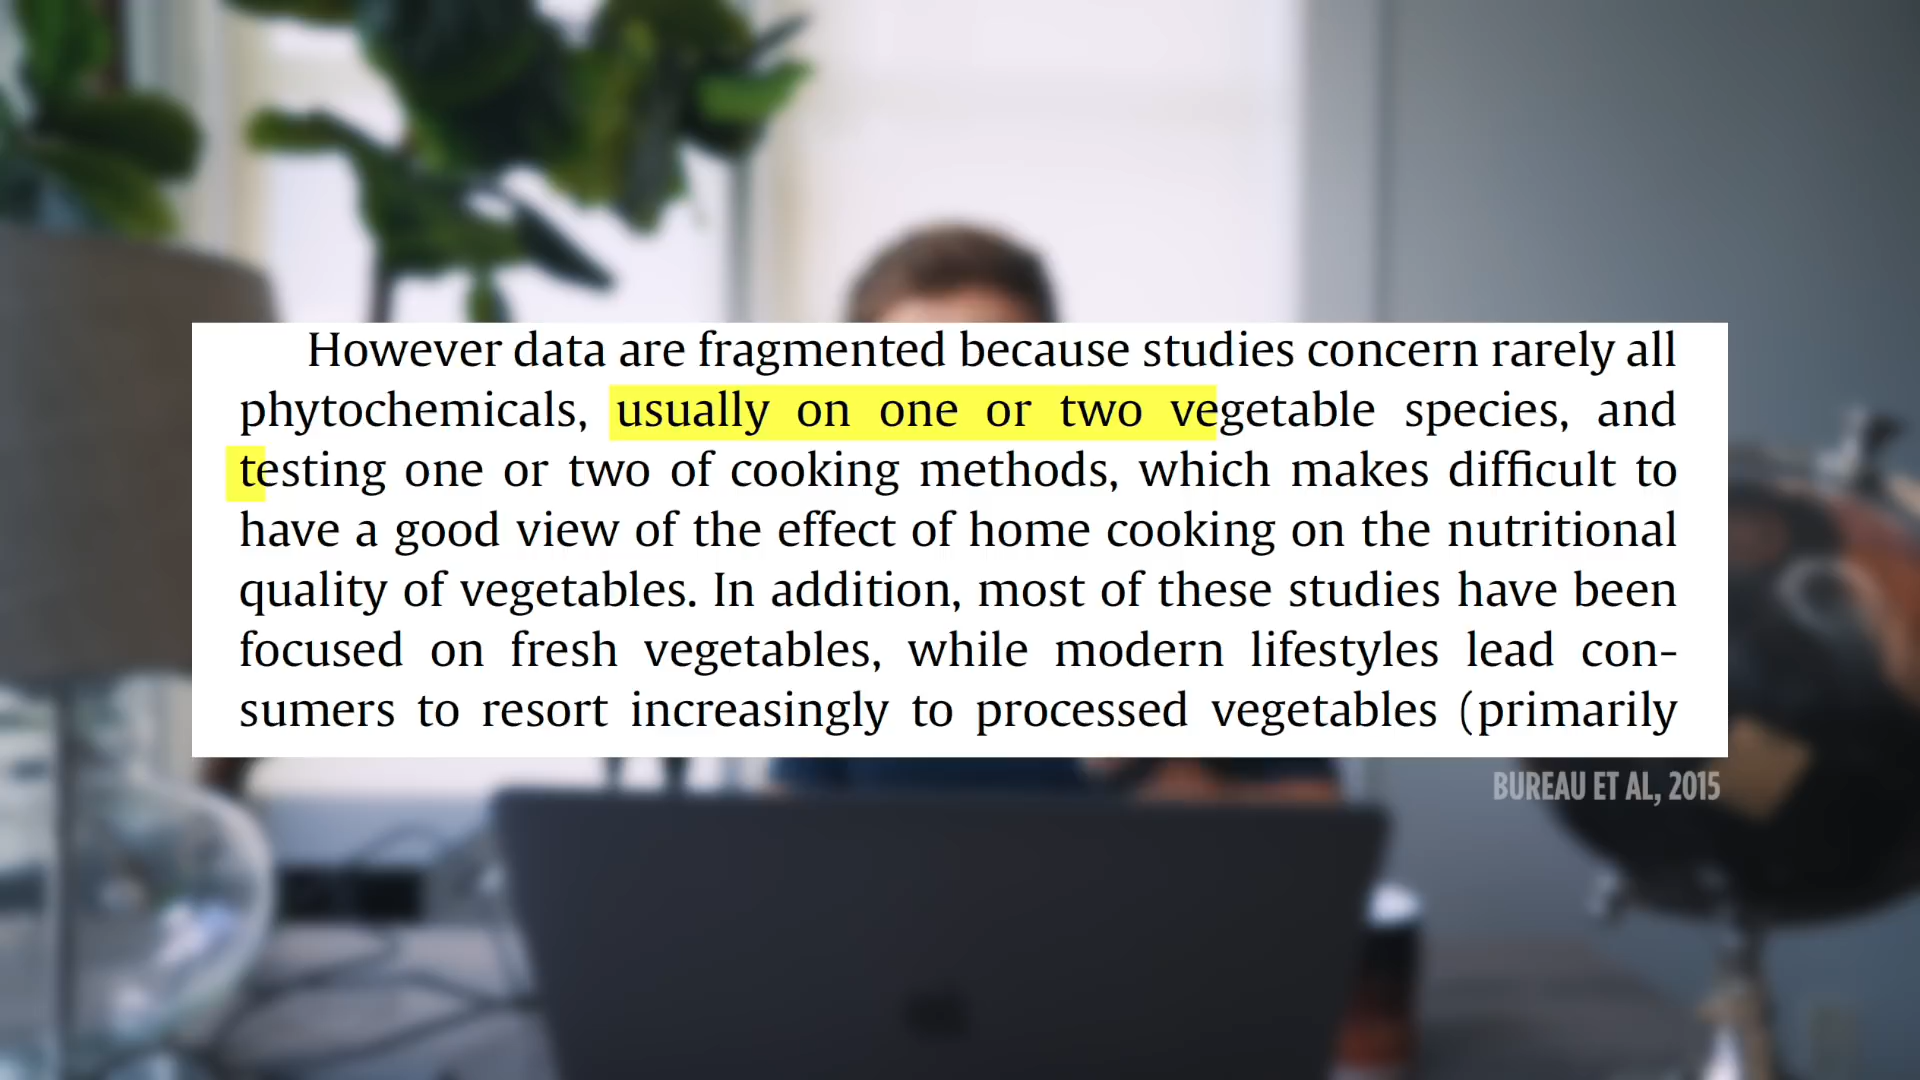 However data are fragmented because studies concern rarely all
phytochemicals, usually on one or two vegetable species, and
testing one or two of cooking methods, which makes difficult to
have a good view of the effect of home cooking on the nutritional
quality of vegetables. In addition, most of these studies have been
focused on fresh vegetables, while modern lifestyles lead con-
sumers to resort increasingly to processed vegetables (primarily
BUREAU ET AL, 2015